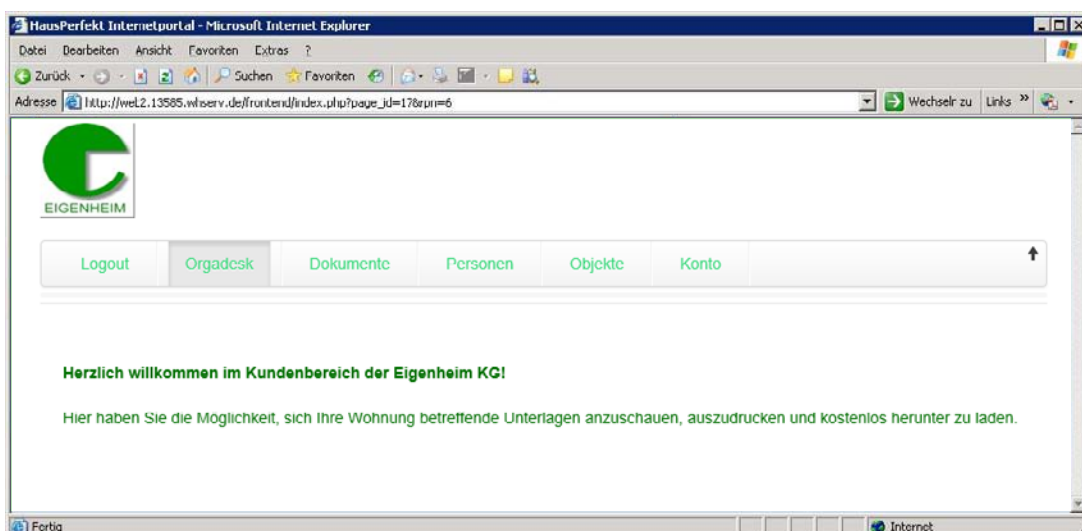 HausPerfekt Internetportal - Microsoft Internet Explorer
Datei Bearbeiten Ansicht Favoriten Extras ?
Zurück Suchen Favoriten
Adresse http://wel2.13585.whserv.de/frontend/index.php?page_id=17&rpn=6 Wechseln zu Links »
EIGENHEIM
Logout Orgadesk Dokumente Personen Objekte Konto
Herzlich willkommen im Kundenbereich der Eigenheim KG!
Hier haben Sie die Möglichkeit, sich Ihre Wohnung betreffende Unterlagen anzuschauen, auszudrucken und kostenlos herunter zu laden.
Fertig Internet